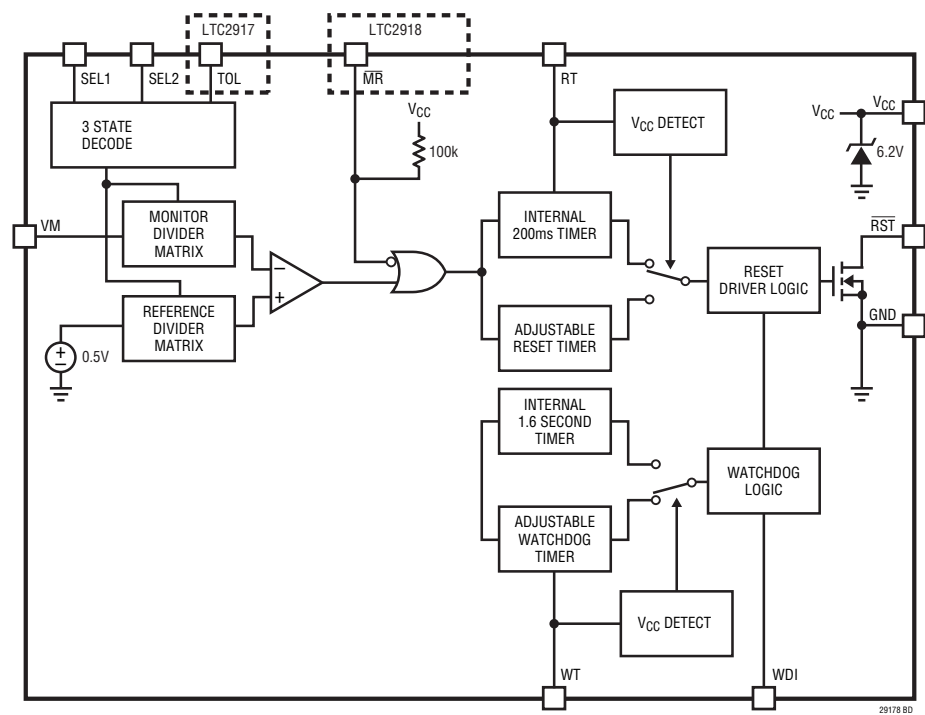 LTC2917
LTC2918
SEL1
SEL2
TOL
M̅R̅
RT
3 STATE
DECODE
VCC
100k
VCC DETECT
VCC
VCC
6.2V
VM
MONITOR
DIVIDER
MATRIX
INTERNAL
200ms TIMER
R̅S̅T̅
−
+
RESET
DRIVER LOGIC
REFERENCE
DIVIDER
MATRIX
ADJUSTABLE
RESET TIMER
GND
+
−
0.5V
INTERNAL
1.6 SECOND
TIMER
WATCHDOG
LOGIC
ADJUSTABLE
WATCHDOG
TIMER
VCC DETECT
WT
WDI
29178 BD